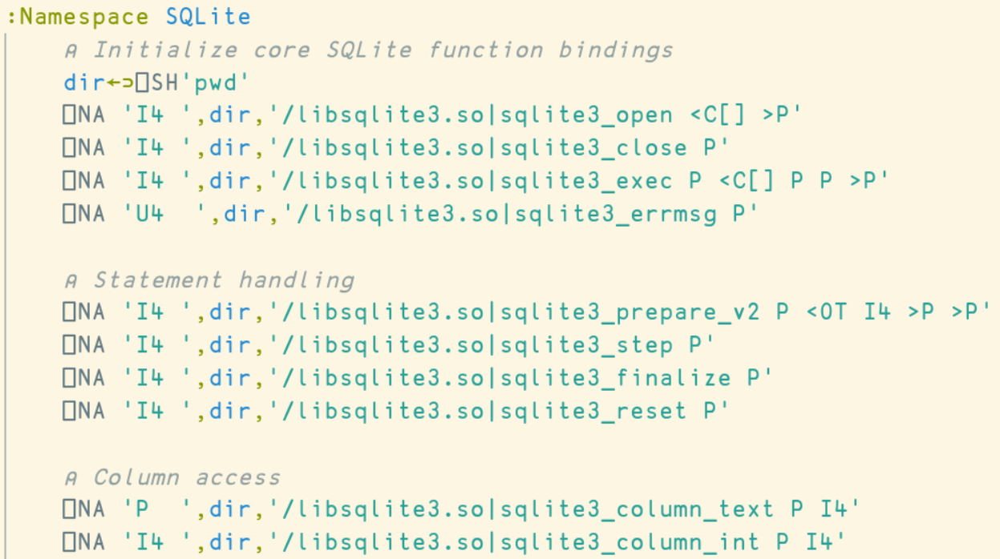 :Namespace SQLite
    ⍝ Initialize core SQLite function bindings
    dir←⊃⎕SH'pwd'
    ⎕NA 'I4 ',dir,'/libsqlite3.so|sqlite3_open <C[] >P'
    ⎕NA 'I4 ',dir,'/libsqlite3.so|sqlite3_close P'
    ⎕NA 'I4 ',dir,'/libsqlite3.so|sqlite3_exec P <C[] P P >P'
    ⎕NA 'U4  ',dir,'/libsqlite3.so|sqlite3_errmsg P'
    ⍝ Statement handling
    ⎕NA 'I4 ',dir,'/libsqlite3.so|sqlite3_prepare_v2 P <0T I4 >P >P'
    ⎕NA 'I4 ',dir,'/libsqlite3.so|sqlite3_step P'
    ⎕NA 'I4 ',dir,'/libsqlite3.so|sqlite3_finalize P'
    ⎕NA 'I4 ',dir,'/libsqlite3.so|sqlite3_reset P'
    ⍝ Column access
    ⎕NA 'P  ',dir,'/libsqlite3.so|sqlite3_column_text P I4'
    ⎕NA 'I4 ',dir,'/libsqlite3.so|sqlite3_column_int P I4'